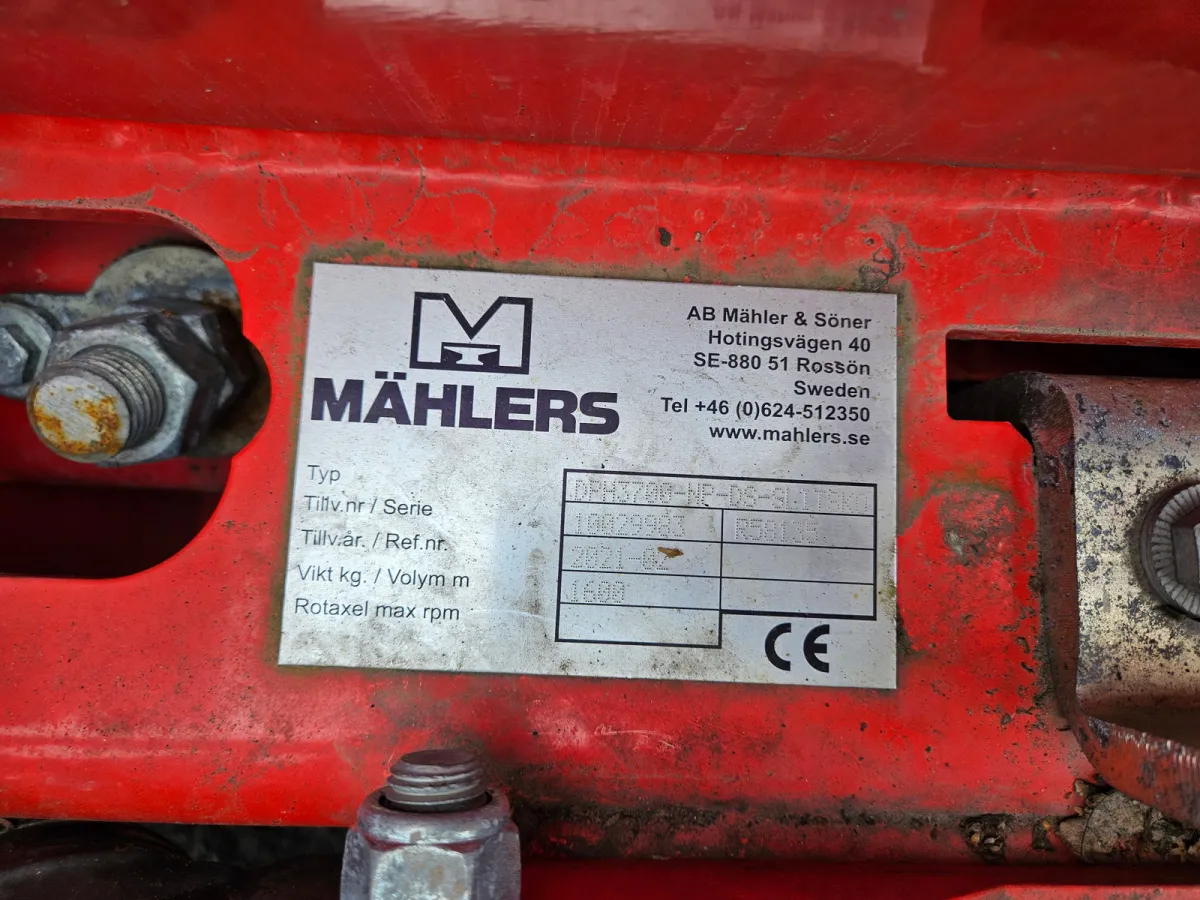 MÄHLERS
AB Mähler & Söner
Hotingsvägen 40
SE-880 51 Rossön
Sweden
Tel +46 (0)624-512350
www.mahlers.se
Typ
Tillv.nr / Serie 10029983
Tillv.år. / Ref.nr. 2021-02
Vikt kg. / Volym m 1600
Rotaxel max rpm
CE